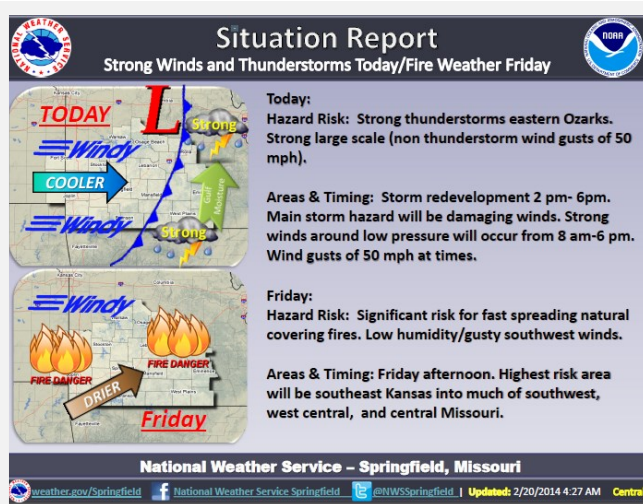 Situation Report
Strong Winds and Thunderstorms Today/Fire Weather Friday
NATIONAL WEATHER SERVICE
NOAA
TODAY
L
Strong
Windy
COOLER
Gulf
Moisture
Windy
Strong
Today:
Hazard Risk: Strong thunderstorms eastern Ozarks.
Strong large scale (non thunderstorm wind gusts of 50
mph).
Areas & Timing: Storm redevelopment 2 pm- 6pm.
Main storm hazard will be damaging winds. Strong
winds around low pressure will occur from 8 am-6 pm.
Wind gusts of 50 mph at times.
Windy
FIRE DANGER
FIRE DANGER
DRIER
Friday
Friday:
Hazard Risk: Significant risk for fast spreading natural
covering fires. Low humidity/gusty southwest winds.
Areas & Timing: Friday afternoon. Highest risk area
will be southeast Kansas into much of southwest,
west central, and central Missouri.
National Weather Service – Springfield, Missouri
weather.gov/Springfield National Weather Service Springfield @NWSSpringfield | Updated: 2/20/2014 4:27 AM Centra